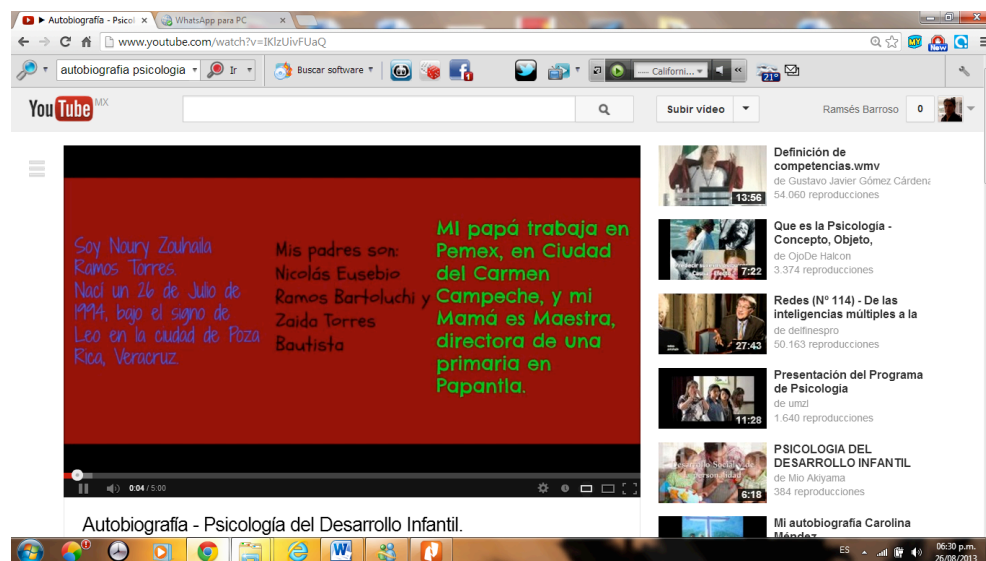 Autobiografía - Psicol
WhatsApp para PC
www.youtube.com/watch?v=IKlzUivFUaQ
autobiografia psicologia
Ir
Buscar software
Californi...
21°
New
You Tube MX
Subir vídeo
Ramsés Barroso
0
Soy Noury Zouhaila
Ramos Torres.
Nací un 26 de Julio de
1994, bajo el signo de
Leo en la ciudad de Poza
Rica, Veracruz.
Mis padres son:
Nicolás Eusebio
Ramos Bartoluchi y
Zaida Torres
Bautista
MI papá trabaja en
Pemex, en Ciudad
del Carmen
Campeche, y mi
Mamá es Maestra,
directora de una
primaria en
Papantla.
0:04 / 5:00
Autobiografía - Psicología del Desarrollo Infantil.
13:56
Definición de
competencias.wmv
de Gustavo Javier Gómez Cárdena
54.060 reproducciones
7:22
Que es la Psicología -
Concepto, Objeto,
de OjoDe Halcon
3.374 reproducciones
27:43
Redes (Nº 114) - De las
inteligencias múltiples a la
de delfinespro
50.163 reproducciones
11:28
Presentación del Programa
de Psicología
de umzl
1.640 reproducciones
6:18
PSICOLOGIA DEL
DESARROLLO INFANTIL
de Mio Akiyama
384 reproducciones
Mi autobiografía Carolina
Méndez
ES
06:30 p.m.
26/08/2013